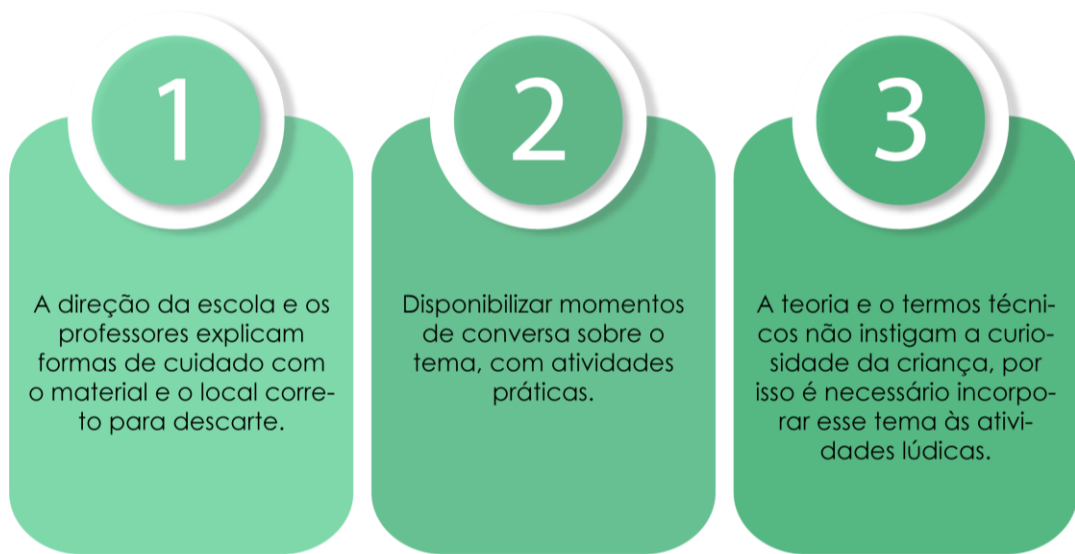 1
A direção da escola e os
professores explicam
formas de cuidado com
o material e o local corre-
to para descarte.
2
Disponibilizar momentos
de conversa sobre o
tema, com atividades
práticas.
3
A teoria e o termos técni-
cos não instigam a curio-
sidade da criança, por
isso é necessário incorpo-
rar esse tema às ativi-
dades lúdicas.